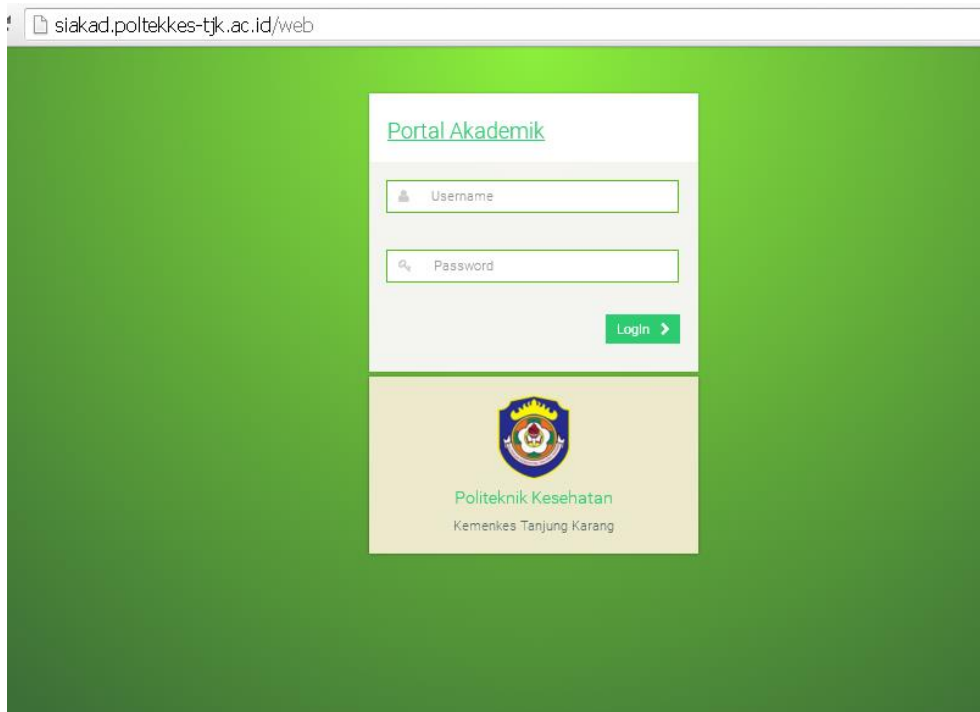 siakad.poltekkes-tjk.ac.id/web
Portal Akademik
Username
Password
Login
Politeknik Kesehatan
Kemenkes Tanjung Karang